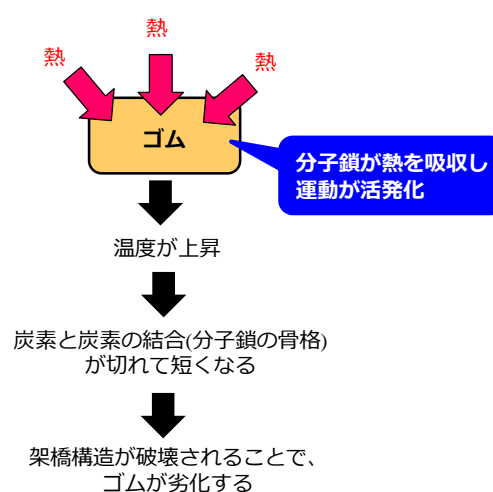 熱
熱
熱
ゴム
分子鎖が熱を吸収し
運動が活発化
温度が上昇
炭素と炭素の結合(分子鎖の骨格)
が切れて短くなる
架橋構造が破壊されることで、
ゴムが劣化する